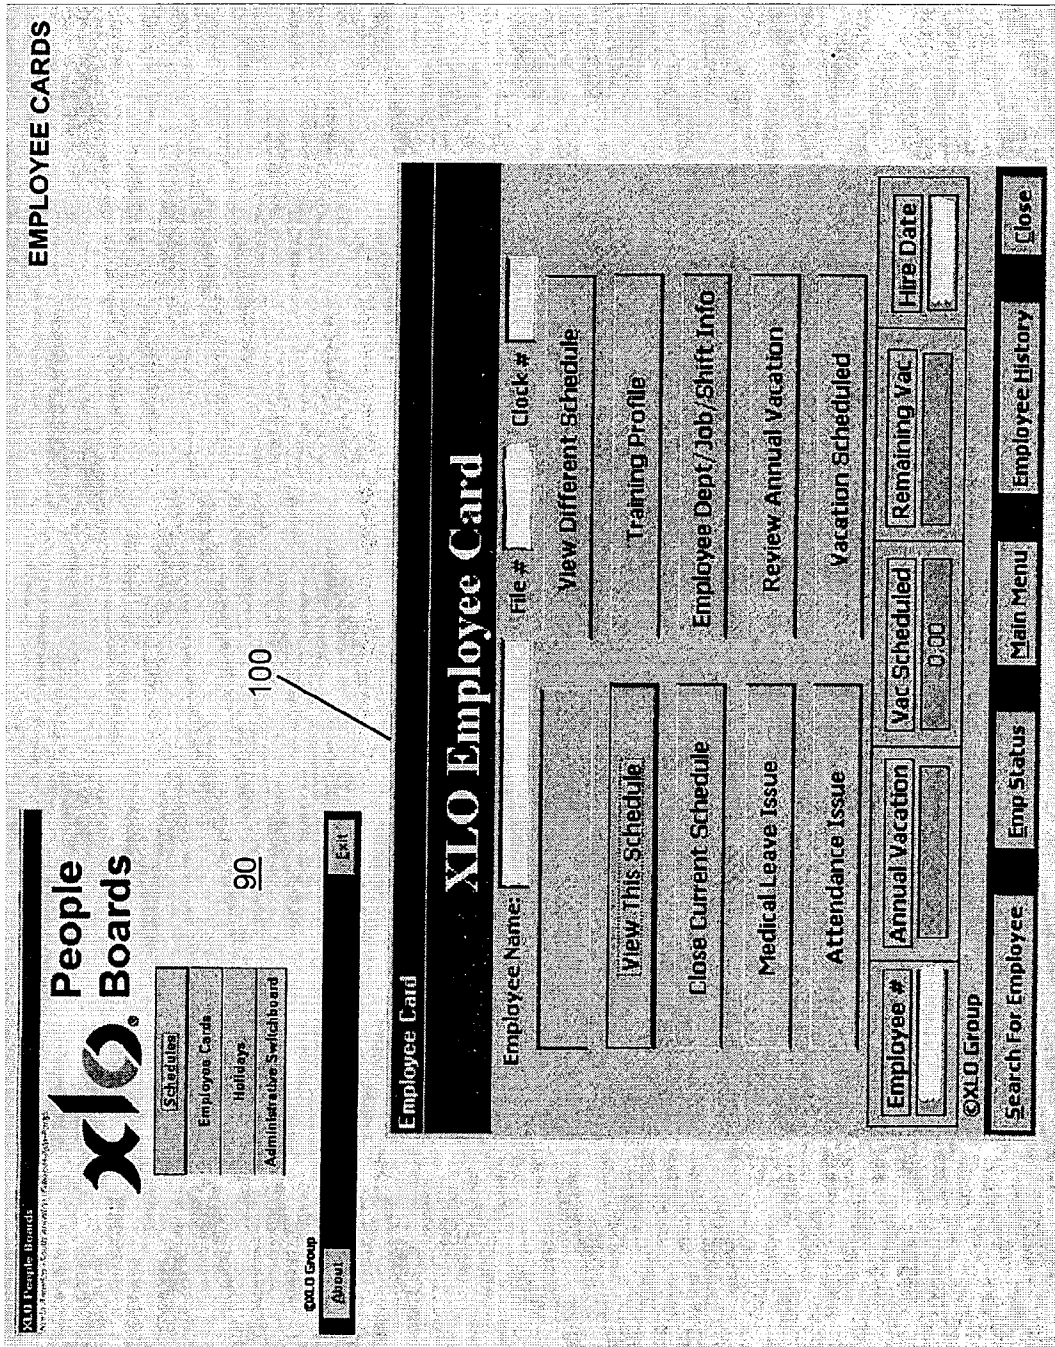 EMPLOYEE CARDS
XLO People Boards
xlo® People
Boards
Schedules
Employee Cards
Holidays
Administrative Switchboard
90
©XLO Group
About
Exit
100
Employee Card
XLO Employee Card
Employee Name: File # Clock #
View Different Schedule
View This Schedule Training Profile
Close Current Schedule Employee Dept/Job/Shift Info
Medical Leave Issue Review Annual Vacation
Attendance Issue Vacation Scheduled
Employee # Annual Vacation Vac Scheduled Remaining Vac Hire Date
0.00
©XLO Group
Search For Employee Emp Status Main Menu Employee History Close